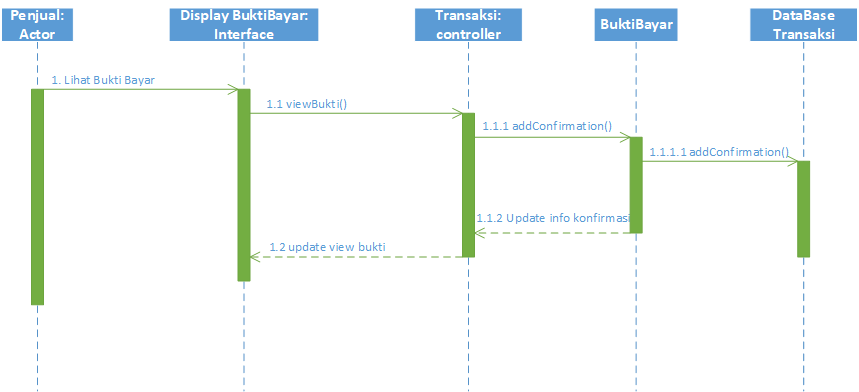 Penjual:
Actor
Display BuktiBayar:
Interface
Transaksi:
controller
BuktiBayar
DataBase
Transaksi
1. Lihat Bukti Bayar
1.1 viewBukti()
1.1.1 addConfirmation()
1.1.1.1 addConfirmation()
1.1.2 Update info konfirmasi
1.2 update view bukti